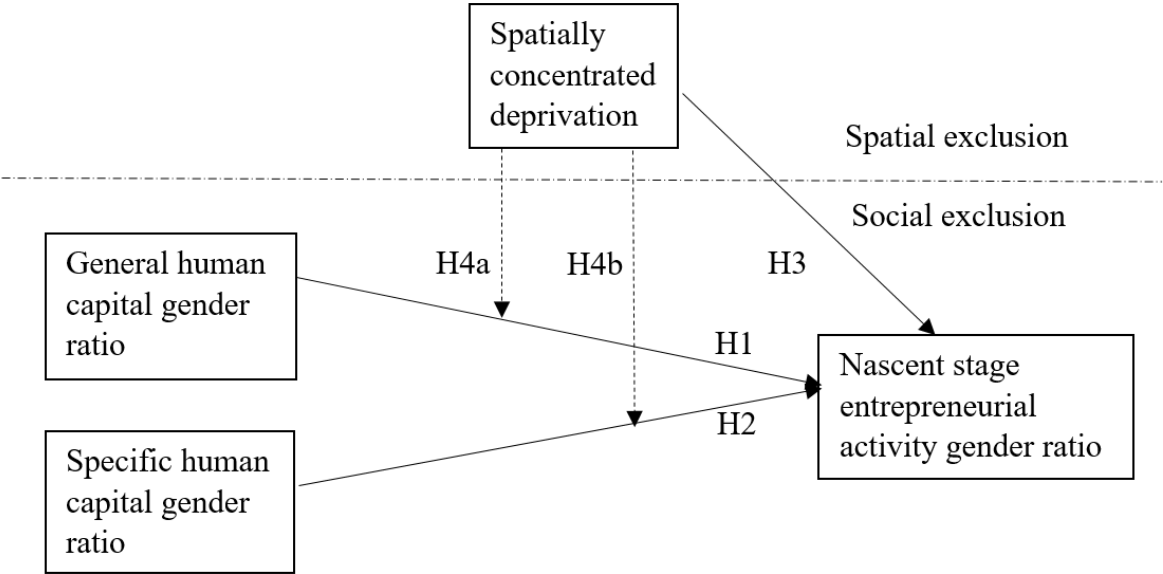 Spatially
concentrated
deprivation
Spatial exclusion
Social exclusion
General human
capital gender
ratio
H4a
H4b
H3
H1
Nascent stage
entrepreneurial
activity gender ratio
H2
Specific human
capital gender
ratio